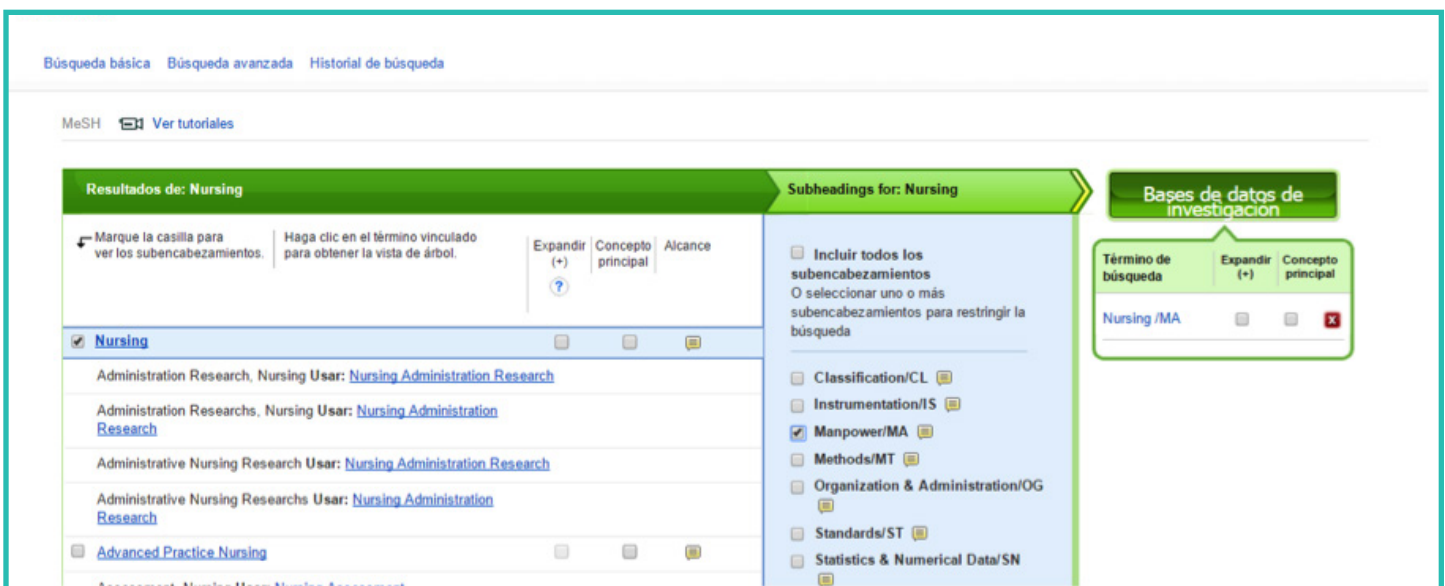 Búsqueda básica Búsqueda avanzada Historial de búsqueda
MeSH Ver tutoriales
Resultados de: Nursing
Marque la casilla para
ver los subencabezamientos.
Haga clic en el término vinculado
para obtener la vista de árbol.
Expandir
(+)
?
Concepto
principal
Alcance
Nursing
Administration Research, Nursing Usar: Nursing Administration Research
Administration Researchs, Nursing Usar: Nursing Administration
Research
Administrative Nursing Research Usar: Nursing Administration Research
Administrative Nursing Researchs Usar: Nursing Administration
Research
Advanced Practice Nursing
Assessment, Nursing Usar: Nursing Assessment
Subheadings for: Nursing
Incluir todos los
subencabezamientos
O seleccionar uno o más
subencabezamientos para restringir la
búsqueda
Classification/CL
Instrumentation/IS
Manpower/MA
Methods/MT
Organization & Administration/OG
Standards/ST
Statistics & Numerical Data/SN
Bases de datos de
investigación
Término de
búsqueda
Expandir
(+)
Concepto
principal
Nursing /MA